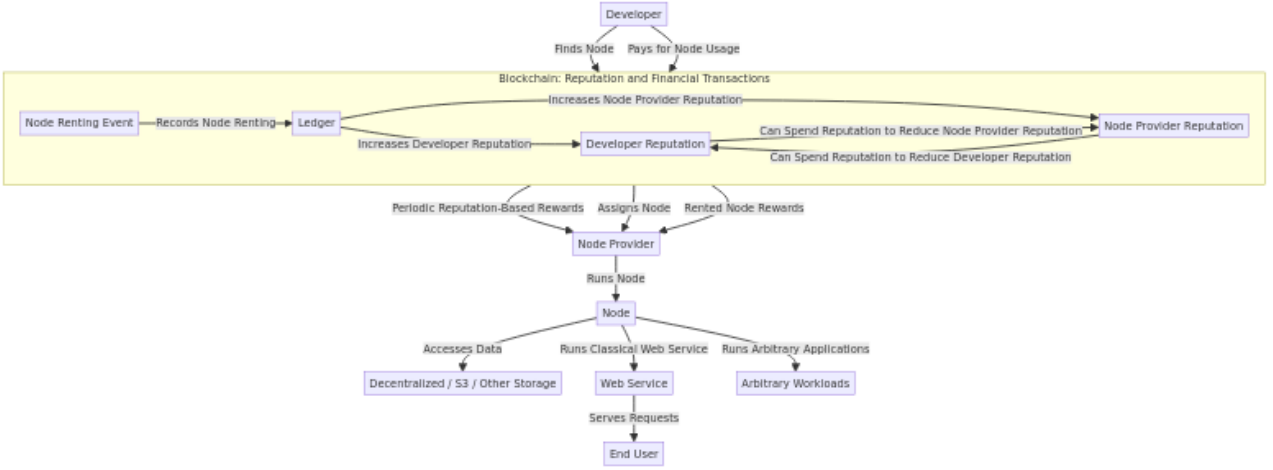 Developer
Finds Node
Pays for Node Usage
Blockchain: Reputation and Financial Transactions
Increases Node Provider Reputation
Node Renting Event
Records Node Renting
Ledger
Node Provider Reputation
Can Spend Reputation to Reduce Node Provider Reputation
Increases Developer Reputation
Developer Reputation
Can Spend Reputation to Reduce Developer Reputation
Periodic Reputation-Based Rewards
Assigns Node
Rented Node Rewards
Node Provider
Runs Node
Node
Accesses Data
Runs Classical Web Service
Runs Arbitrary Applications
Decentralized / S3 / Other Storage
Web Service
Arbitrary Workloads
Serves Requests
End User